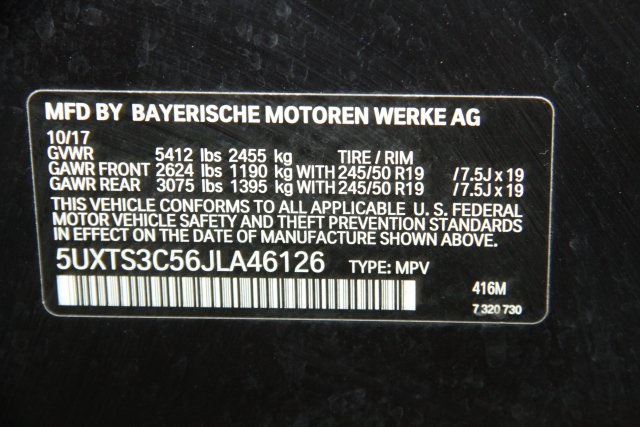 MFD BY BAYERISCHE MOTOREN WERKE AG
10/17
GVWR 5412 lbs 2455 kg TIRE / RIM
GAWR FRONT 2624 lbs 1190 kg WITH 245/50 R19 /7.5J x 19
GAWR REAR 3075 lbs 1395 kg WITH 245/50 R19 /7.5J x 19
THIS VEHICLE CONFORMS TO ALL APPLICABLE U. S. FEDERAL
MOTOR VEHICLE SAFETY AND THEFT PREVENTION STANDARDS
IN EFFECT ON THE DATE OF MANUFACTURE SHOWN ABOVE.
5UXTS3C56JLA46126 TYPE: MPV
416M
7 320 730